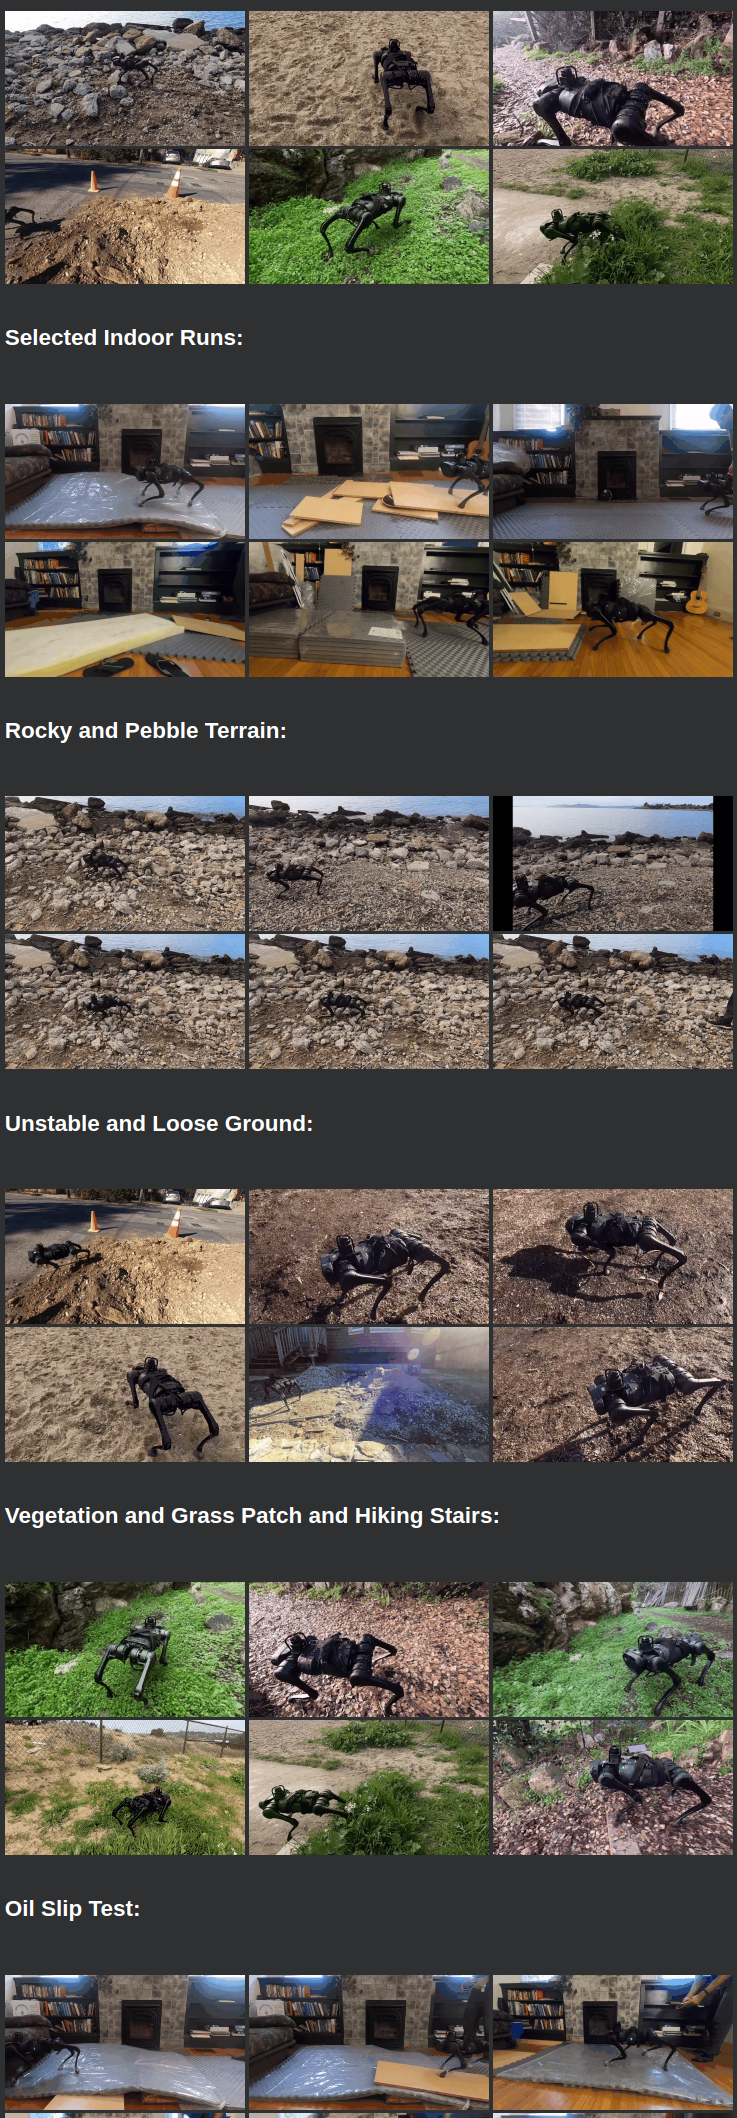 Selected Indoor Runs:
Rocky and Pebble Terrain:
Unstable and Loose Ground:
Vegetation and Grass Patch and Hiking Stairs:
Oil Slip Test: